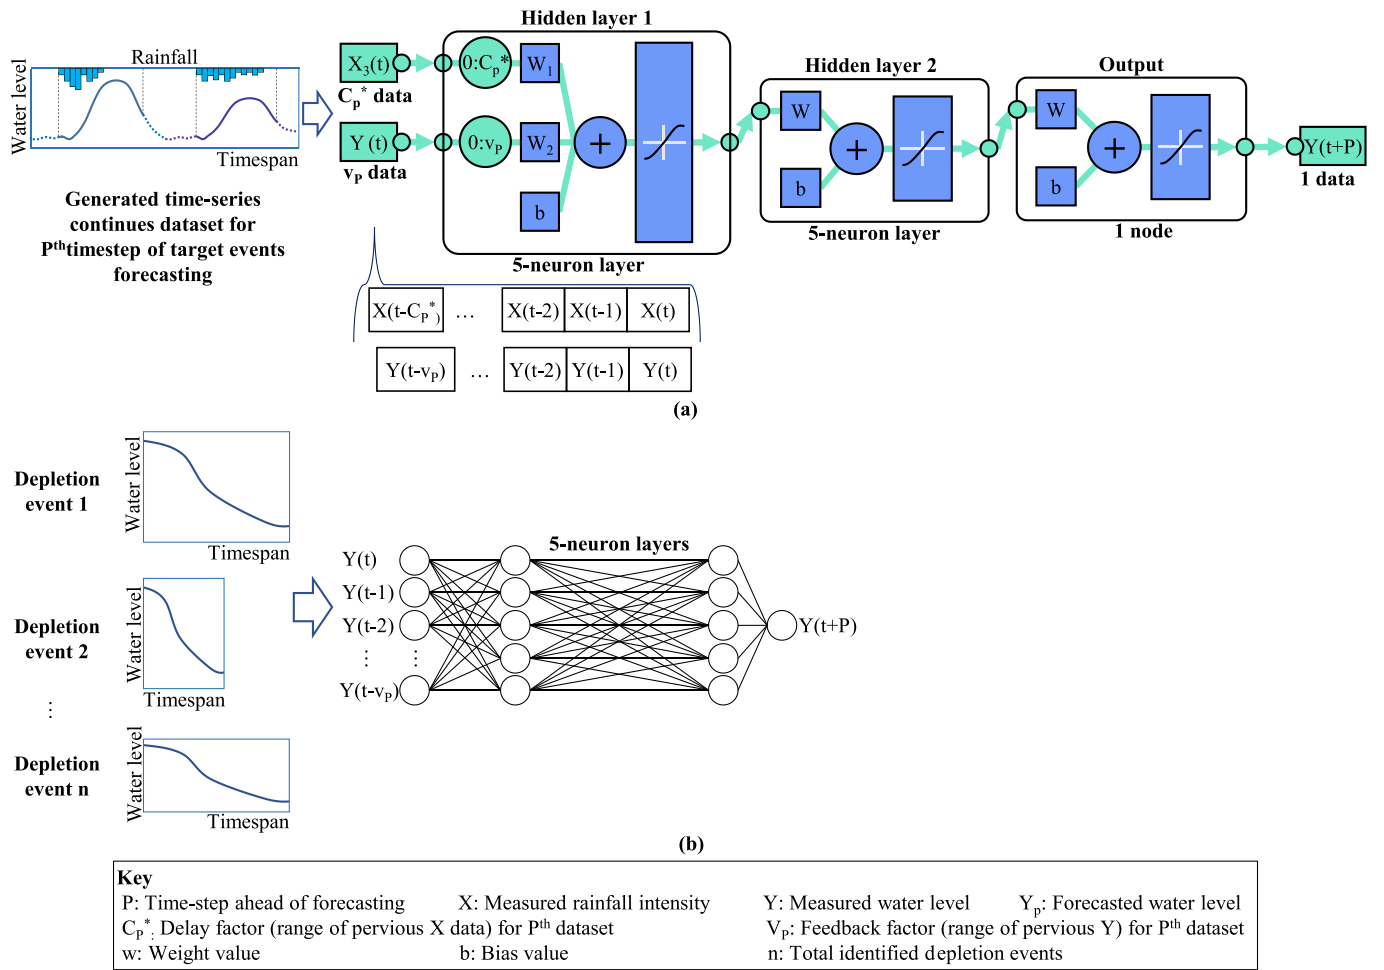 Hidden layer 1
Rainfall
Water level
Timespan
X₃(t)
Cₚ* data
Y (t)
vₚ data
0:Cₚ*
0:vₚ
W₁
W₂
b
+
5-neuron layer
Hidden layer 2
W
b
+
5-neuron layer
Output
W
b
+
1 node
Y(t+P)
1 data
Generated time-series
continues dataset for
Pᵗʰtimestep of target events
forecasting
X(t-Cₚ*) … X(t-2) X(t-1) X(t)
Y(t-vₚ) … Y(t-2) Y(t-1) Y(t)
(a)
Depletion
event 1
Water level
Timespan
Depletion
event 2
Water level
Timespan
⋮
Depletion
event n
Water level
Timespan
5-neuron layers
Y(t)
Y(t-1)
Y(t-2)
⋮ ⋮
Y(t-vₚ)
Y(t+P)
(b)
Key
P: Time-step ahead of forecasting X: Measured rainfall intensity Y: Measured water level Yₚ: Forecasted water level
Cₚ*: Delay factor (range of pervious X data) for Pᵗʰ dataset Vₚ: Feedback factor (range of pervious Y) for Pᵗʰ dataset
w: Weight value b: Bias value n: Total identified depletion events